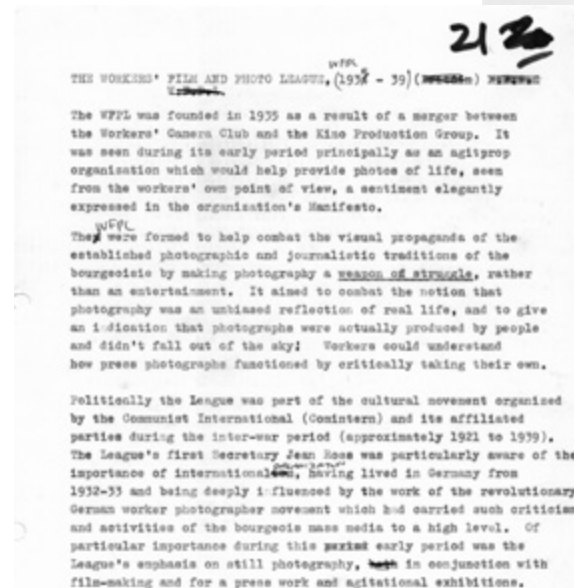 21
WFPL
THE WORKERS' FILM AND PHOTO LEAGUE, (1935 - 39)
The WFPL was founded in 1935 as a result of a merger between
the Workers' Camera Club and the Kino Production Group. It
was seen during its early period principally as an agitprop
organisation which would help provide photos of life, seen
from the workers' own point of view, a sentiment elegantly
expressed in the organization's Manifesto.
WFPL
The were formed to help combat the visual propaganda of the
established photographic and journalistic traditions of the
bourgeoisie by making photography a weapon of struggle, rather
than an entertainment. It aimed to combat the notion that
photography was an unbiased reflection of real life, and to give
an indication that photographs were actually produced by people
and didn't fall out of the sky! Workers could understand
how press photographs functioned by critically taking their own.
Politically the League was part of the cultural movement organized
by the Communist International (Comintern) and its affiliated
parties during the inter-war period (approximately 1921 to 1939).
The League's first Secretary Jean Ross was particularly aware of the
importance of international, having lived in Germany from
1932-33 and being deeply influenced by the work of the revolutionary
German worker photographer movement which had carried such criticism
and activities of the bourgeois mass media to a high level. Of
particular importance during this early period was the
League's emphasis on still photography, in conjunction with
film-making and for a press work and agitational exhibitions.